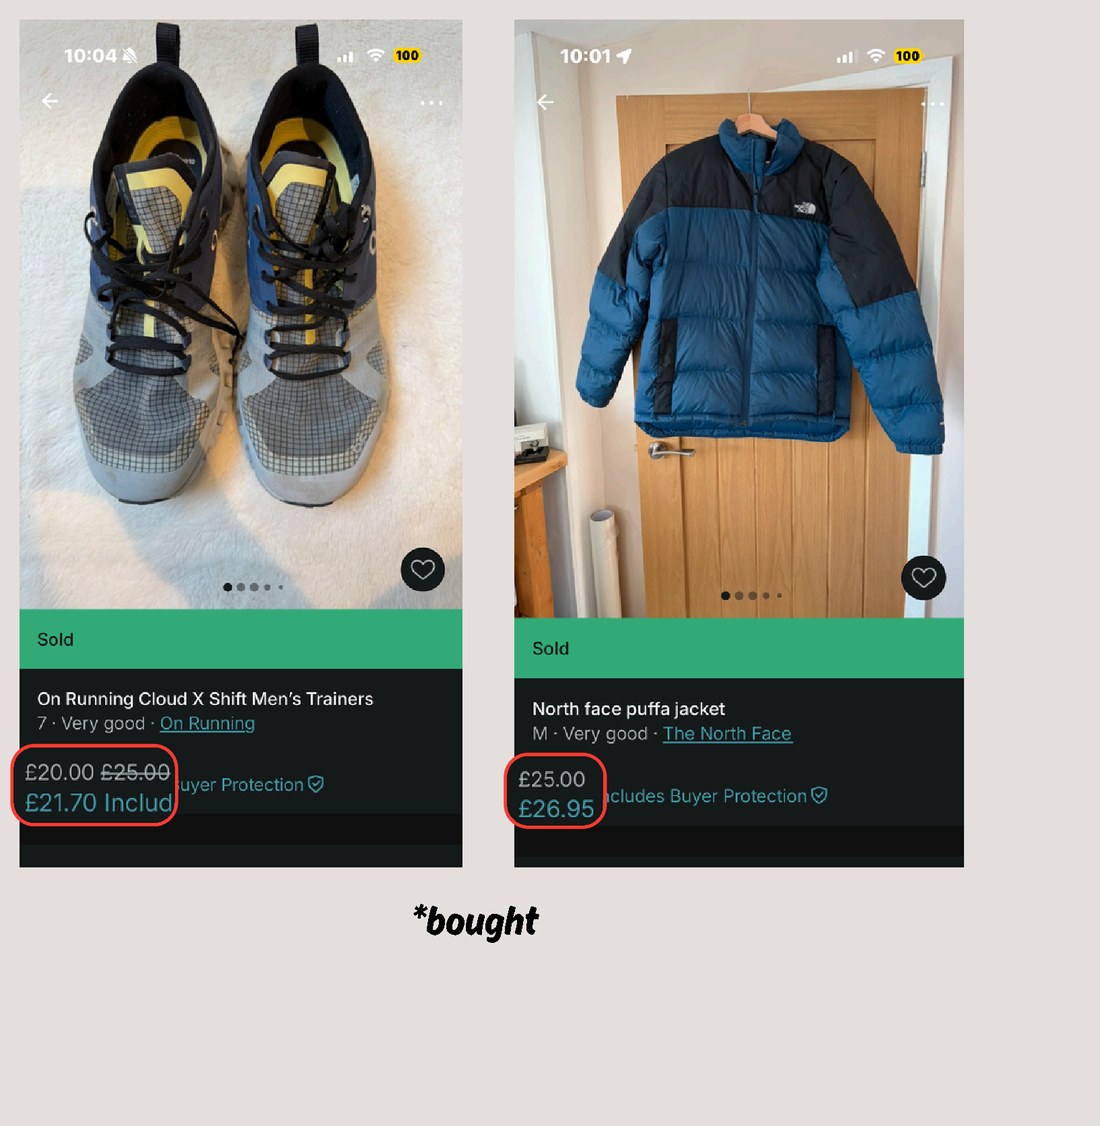 10:04
100
Sold
On Running Cloud X Shift Men's Trainers
7 · Very good · On Running
£20.00 £25.00
£21.70 Includ
uyer Protection
10:01
100
Sold
North face puffa jacket
M · Very good · The North Face
£25.00
£26.95
ncludes Buyer Protection
*bought